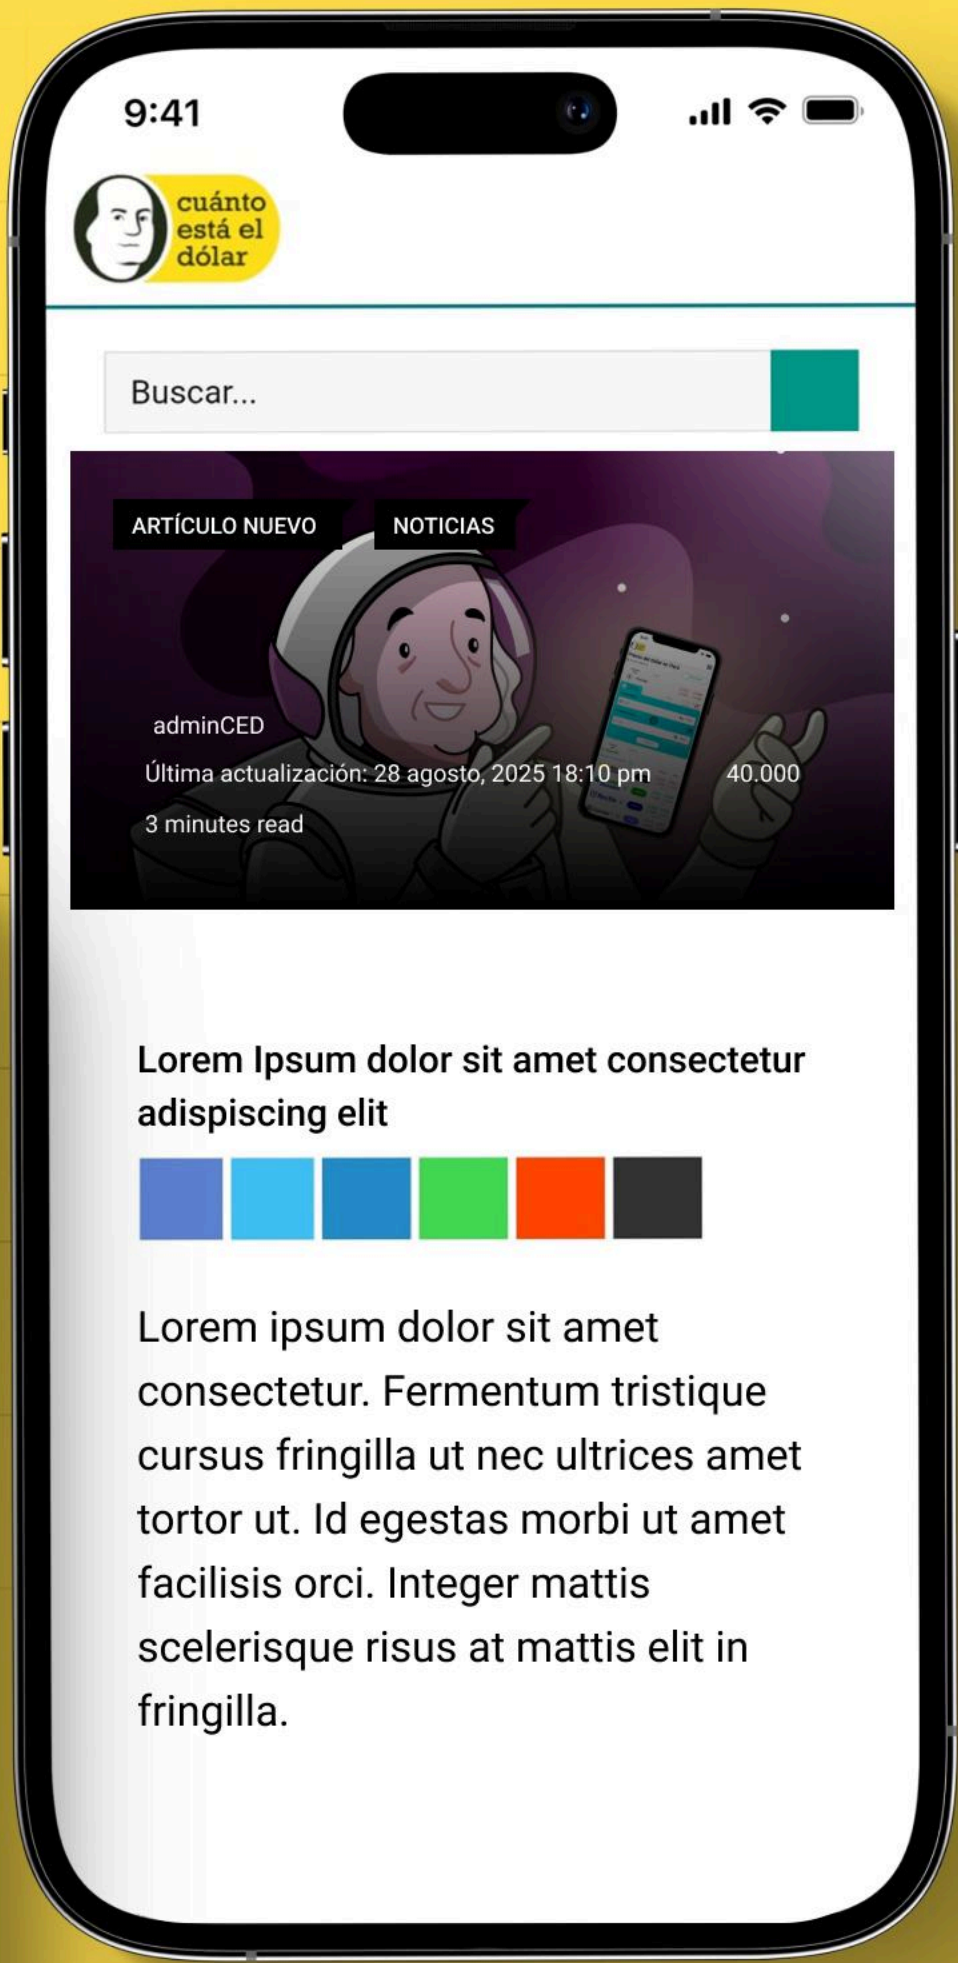 9:41
cuánto
está el
dólar
Buscar...
ARTÍCULO NUEVO NOTICIAS
adminCED
Última actualización: 28 agosto, 2025 18:10 pm 40.000
3 minutes read
Lorem Ipsum dolor sit amet consectetur
adispiscing elit
Lorem ipsum dolor sit amet
consectetur. Fermentum tristique
cursus fringilla ut nec ultrices amet
tortor ut. Id egestas morbi ut amet
facilisis orci. Integer mattis
scelerisque risus at mattis elit in
fringilla.